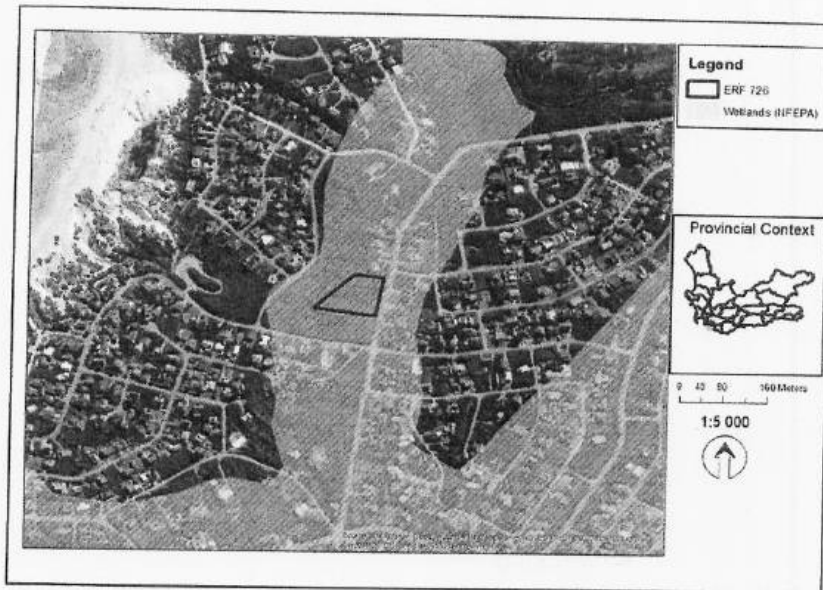 Legend
ERF 726
Wetlands (NFEPA)
Provincial Context
0 40 80 160 Meters
1:5 000